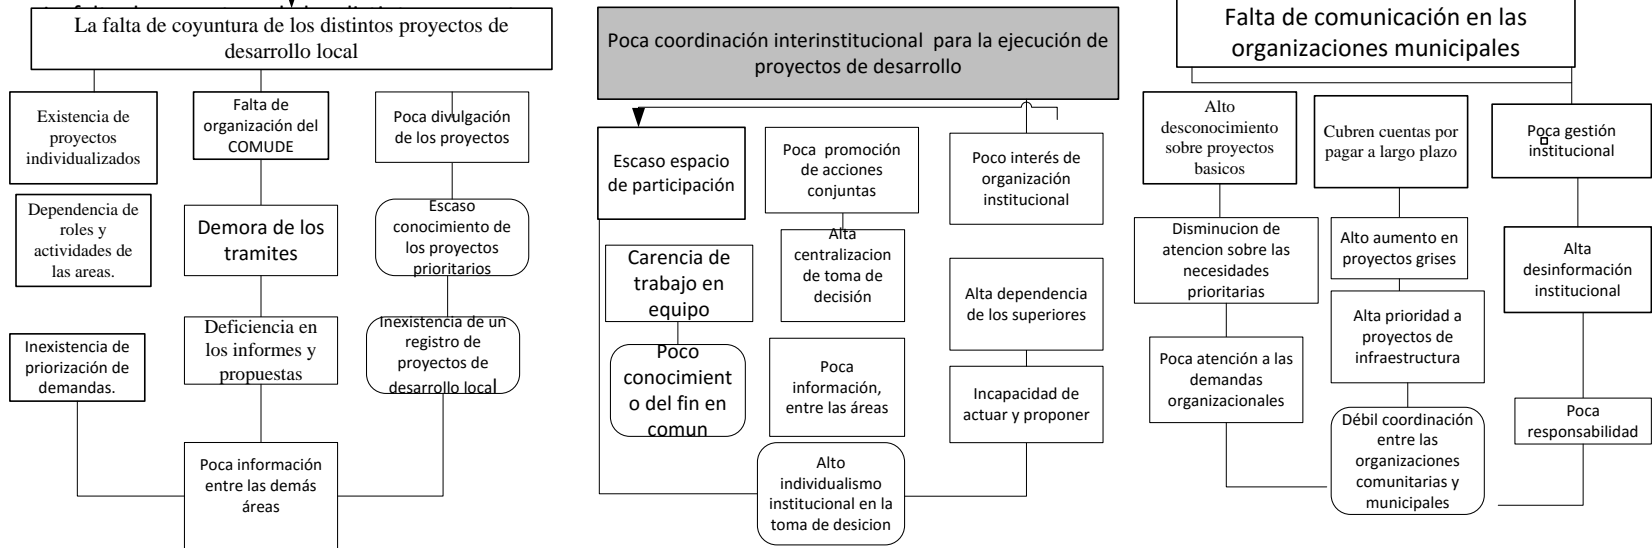 La falta de coyuntura de los distintos proyectos de
desarrollo local
Existencia de
proyectos
individualizados
Falta de
organización del
COMUDE
Poca divulgación
de los proyectos
Dependencia de
roles y
actividades de
las areas.
Demora de los
tramites
Escaso
conocimiento de
los proyectos
prioritarios
Inexistencia de
priorización de
demandas.
Deficiencia en
los informes y
propuestas
Inexistencia de un
registro de
proyectos de
desarrollo local
Poca información
entre las demás
áreas
Poca coordinación interinstitucional para la ejecución de
proyectos de desarrollo
Escaso espacio
de participación
Poca promoción
de acciones
conjuntas
Poco interés de
organización
institucional
Carencia de
trabajo en
equipo
Alta
centralizacion
de toma de
decisión
Alta dependencia
de los superiores
Poco
conocimient
o del fin en
comun
Poca
información,
entre las áreas
Incapacidad de
actuar y proponer
Alto
individualismo
institucional en la
toma de desicion
Falta de comunicación en las
organizaciones municipales
Alto
desconocimiento
sobre proyectos
basicos
Cubren cuentas por
pagar a largo plazo
Poca gestión
institucional
Disminucion de
atencion sobre las
necesidades
prioritarias
Alto aumento en
proyectos grises
Alta
desinformación
institucional
Poca atención a las
demandas
organizacionales
Alta prioridad a
proyectos de
infraestructura
Poca
responsabilidad
Débil coordinación
entre las
organizaciones
comunitarias y
municipales